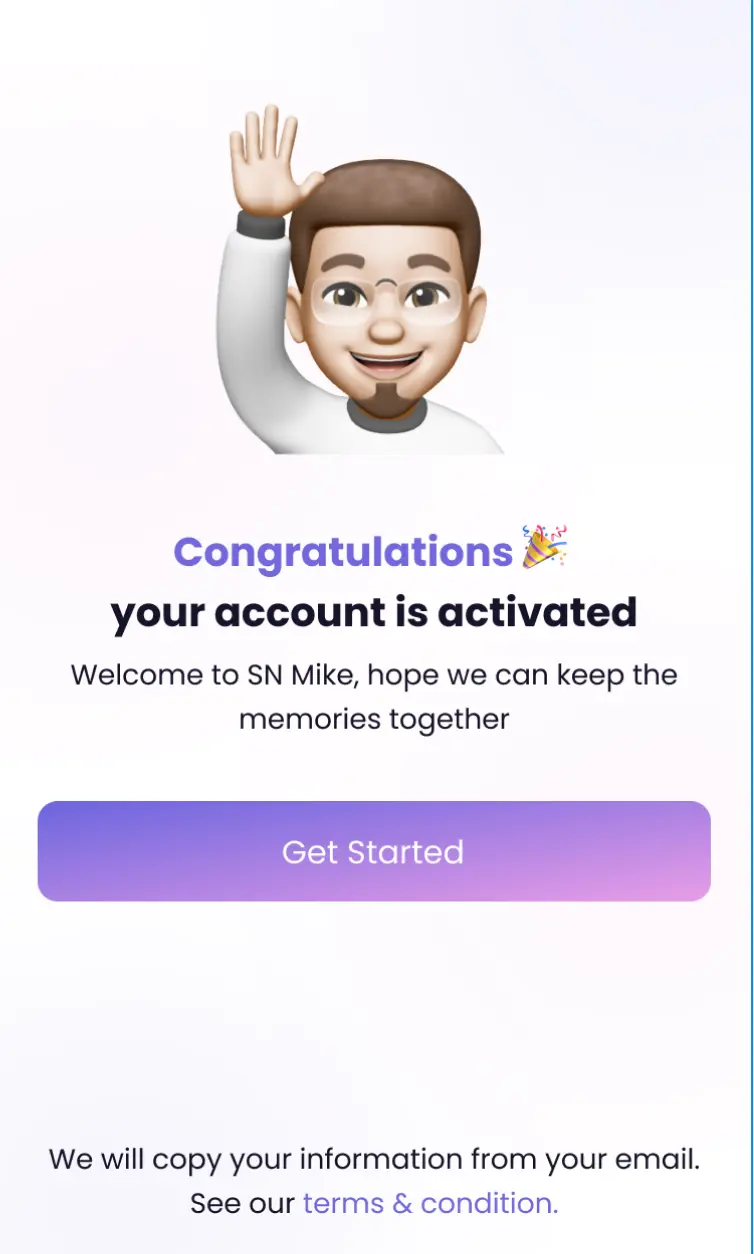 Congratulations 🎉
your account is activated
Welcome to SN Mike, hope we can keep the
memories together
Get Started
We will copy your information from your email.
See our terms & condition.